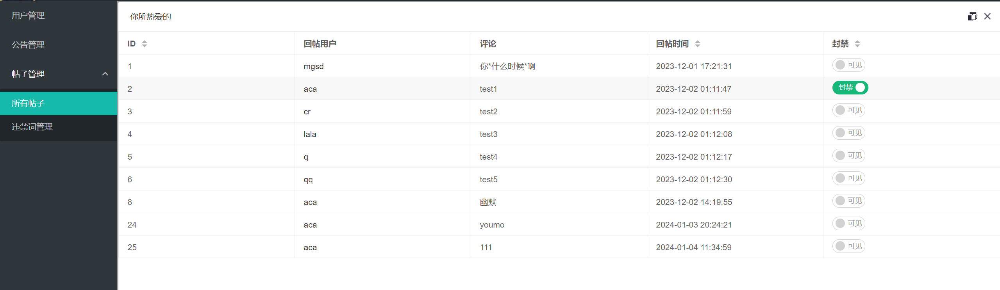 用户管理
公告管理
帖子管理
所有帖子
违禁词管理
你所热爱的
ID 回帖用户 评论 回帖时间 封禁
1 mgsd 你*什么时候*啊 2023-12-01 17:21:31 可见
2 aca test1 2023-12-02 01:11:47 封禁
3 cr test2 2023-12-02 01:11:59 可见
4 lala test3 2023-12-02 01:12:08 可见
5 q test4 2023-12-02 01:12:17 可见
6 qq test5 2023-12-02 01:12:30 可见
8 aca 幽默 2023-12-02 14:19:55 可见
24 aca youmo 2024-01-03 20:24:21 可见
25 aca 111 2024-01-04 11:34:59 可见